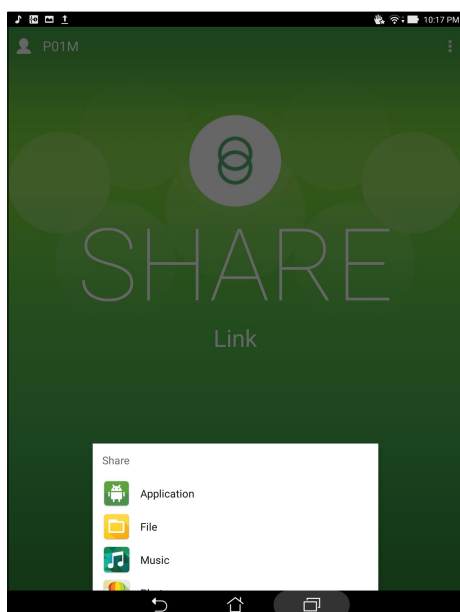 10:17 PM
P01M
SHARE
Link
Share
Application
File
Music